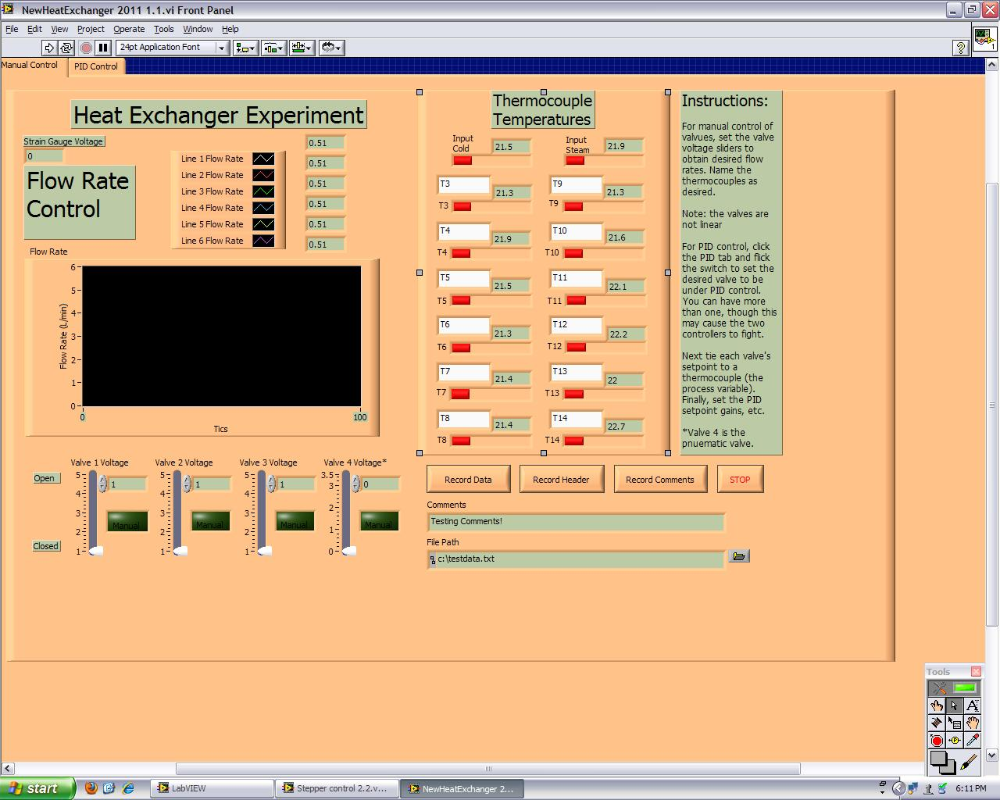 NewHeatExchanger 2011 1.1.vi Front Panel
File Edit View Project Operate Tools Window Help
24pt Application Font
?
1
Manual Control
PID Control
Heat Exchanger Experiment
Strain Gauge Voltage
0
Flow Rate
Control
Line 1 Flow Rate
Line 2 Flow Rate
Line 3 Flow Rate
Line 4 Flow Rate
Line 5 Flow Rate
Line 6 Flow Rate
0.51
0.51
0.51
0.51
0.51
0.51
Flow Rate
Flow Rate (L/min)
6
5
4
3
2
1
0
0
100
Tics
Thermocouple
Temperatures
Input
Cold
21.5
Input
Steam
21.9
T3
21.3
T3
T9
21.3
T9
T4
21.9
T4
T10
21.6
T10
T5
21.5
T5
T11
22.1
T11
T6
21.3
T6
T12
22.2
T12
T7
21.4
T7
T13
22
T13
T8
21.4
T8
T14
22.7
T14
Instructions:
For manual control of
valvues, set the valve
voltage sliders to
obtain desired flow
rates. Name the
thermocouples as
desired.
Note: the valves are
not linear
For PID control, click
the PID tab and flick
the switch to set the
desired valve to be
under PID control.
You can have more
than one, though this
may cause the two
controllers to fight.
Next tie each valve's
setpoint to a
thermocouple (the
process variable).
Finally, set the PID
setpoint gains, etc.
*Valve 4 is the
pnuematic valve.
Open
Closed
Valve 1 Voltage
5
4
3
2
1
1
Manual
Valve 2 Voltage
5
4
3
2
1
1
Manual
Valve 3 Voltage
5
4
3
2
1
1
Manual
Valve 4 Voltage*
3.5
3
2
1
0
0
Manual
Record Data
Record Header
Record Comments
STOP
Comments
Testing Comments!
File Path
c:\testdata.txt
Tools
A
P
start
LabVIEW
Stepper control 2.2.v...
NewHeatExchanger 2...
6:11 PM